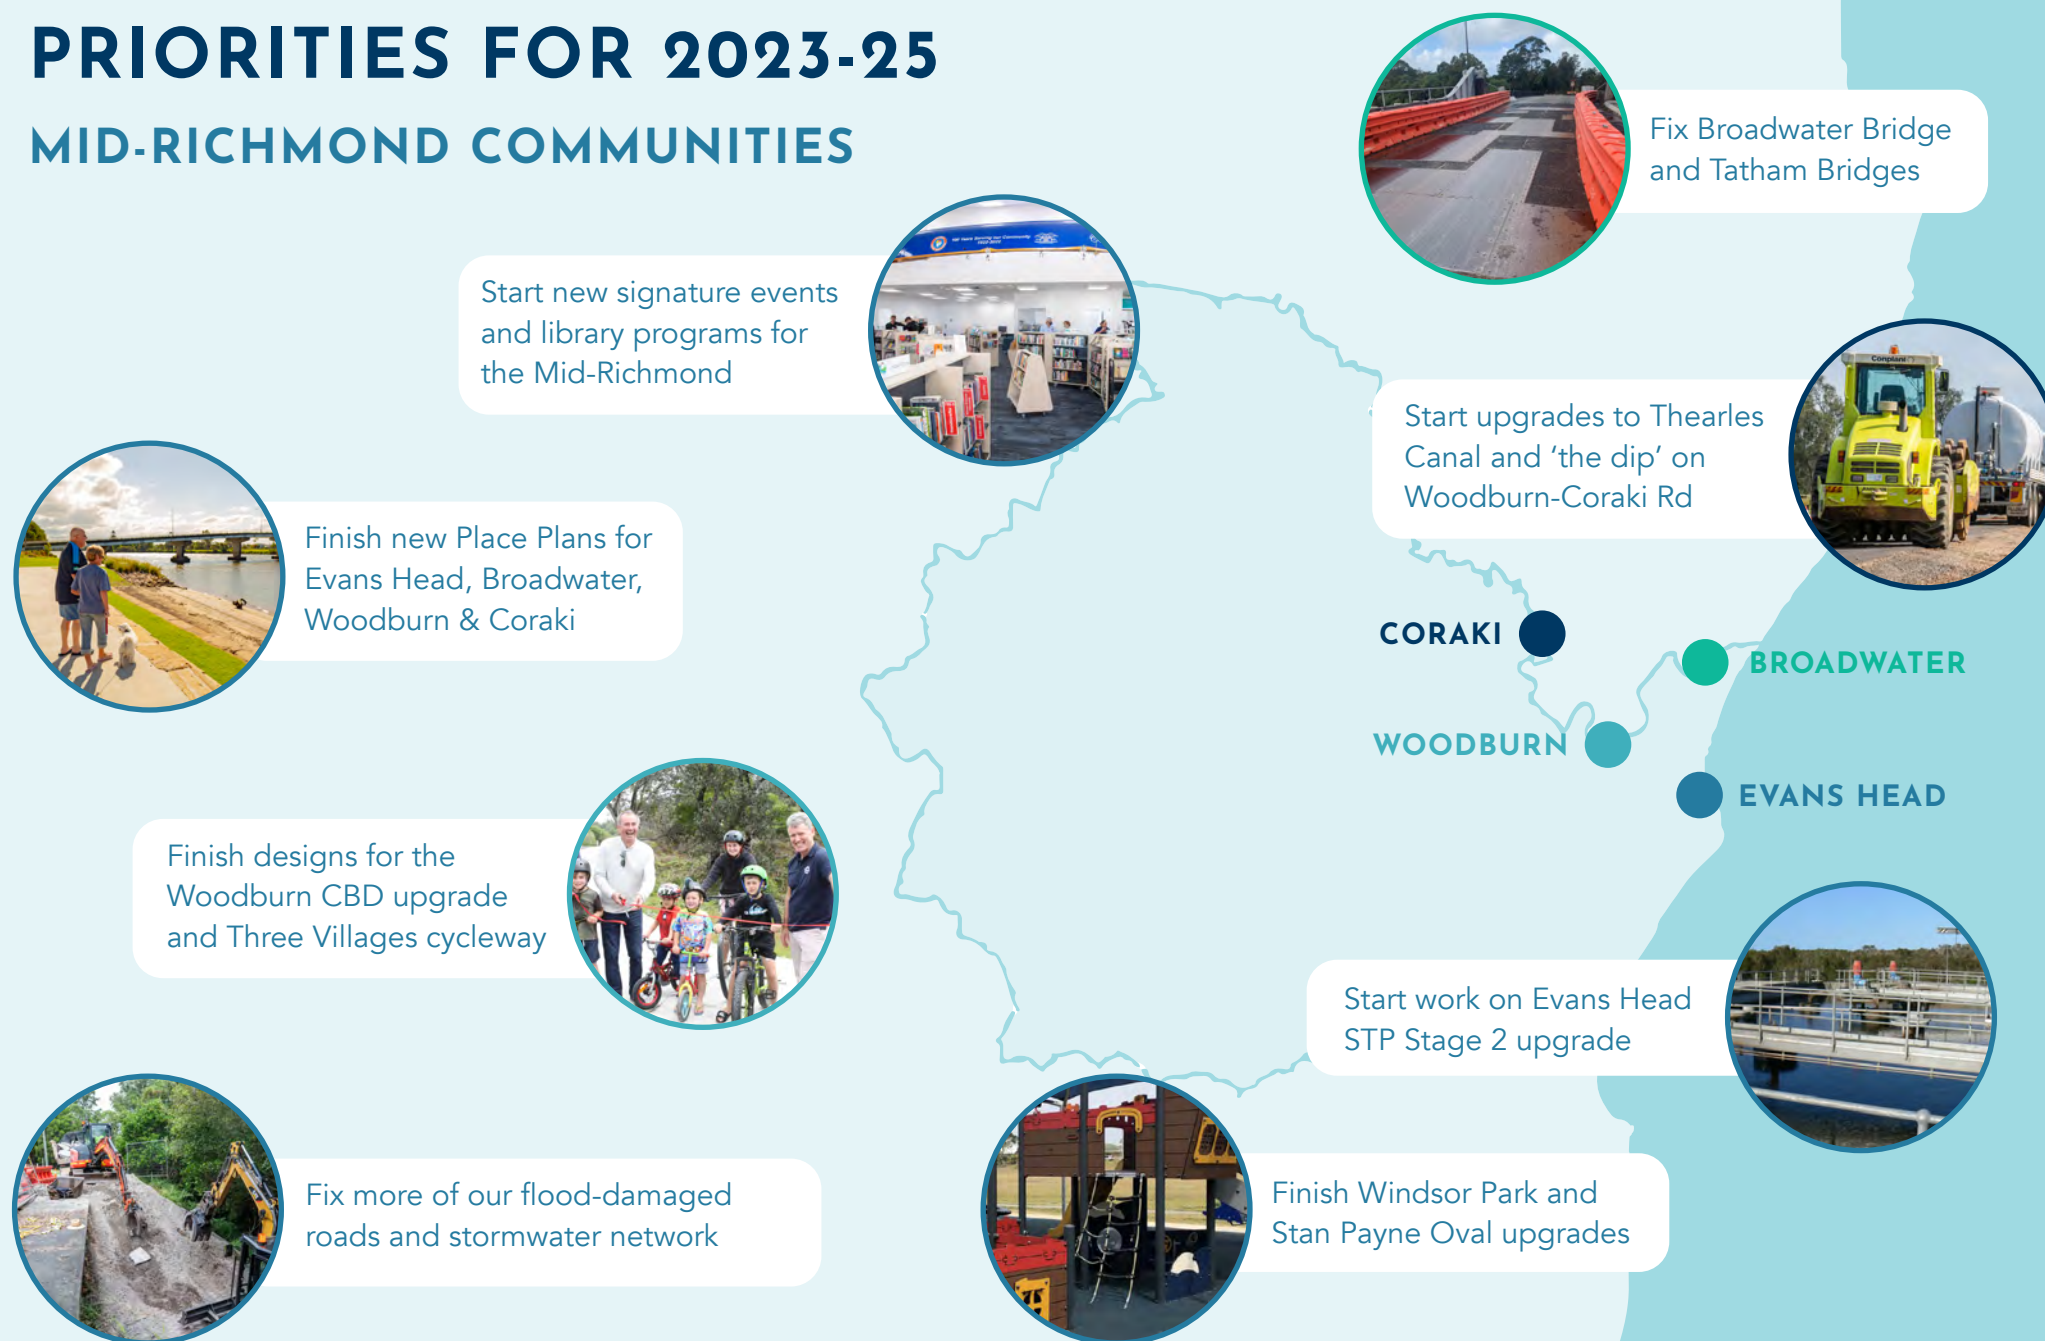 PRIORITIES FOR 2023-25
MID-RICHMOND COMMUNITIES
Fix Broadwater Bridge
and Tatham Bridges
Start new signature events
and library programs for
the Mid-Richmond
Start upgrades to Thearles
Canal and ‘the dip’ on
Woodburn-Coraki Rd
Conplant
Finish new Place Plans for
Evans Head, Broadwater,
Woodburn & Coraki
CORAKI
BROADWATER
WOODBURN
EVANS HEAD
Finish designs for the
Woodburn CBD upgrade
and Three Villages cycleway
Start work on Evans Head
STP Stage 2 upgrade
Fix more of our flood-damaged
roads and stormwater network
Finish Windsor Park and
Stan Payne Oval upgrades